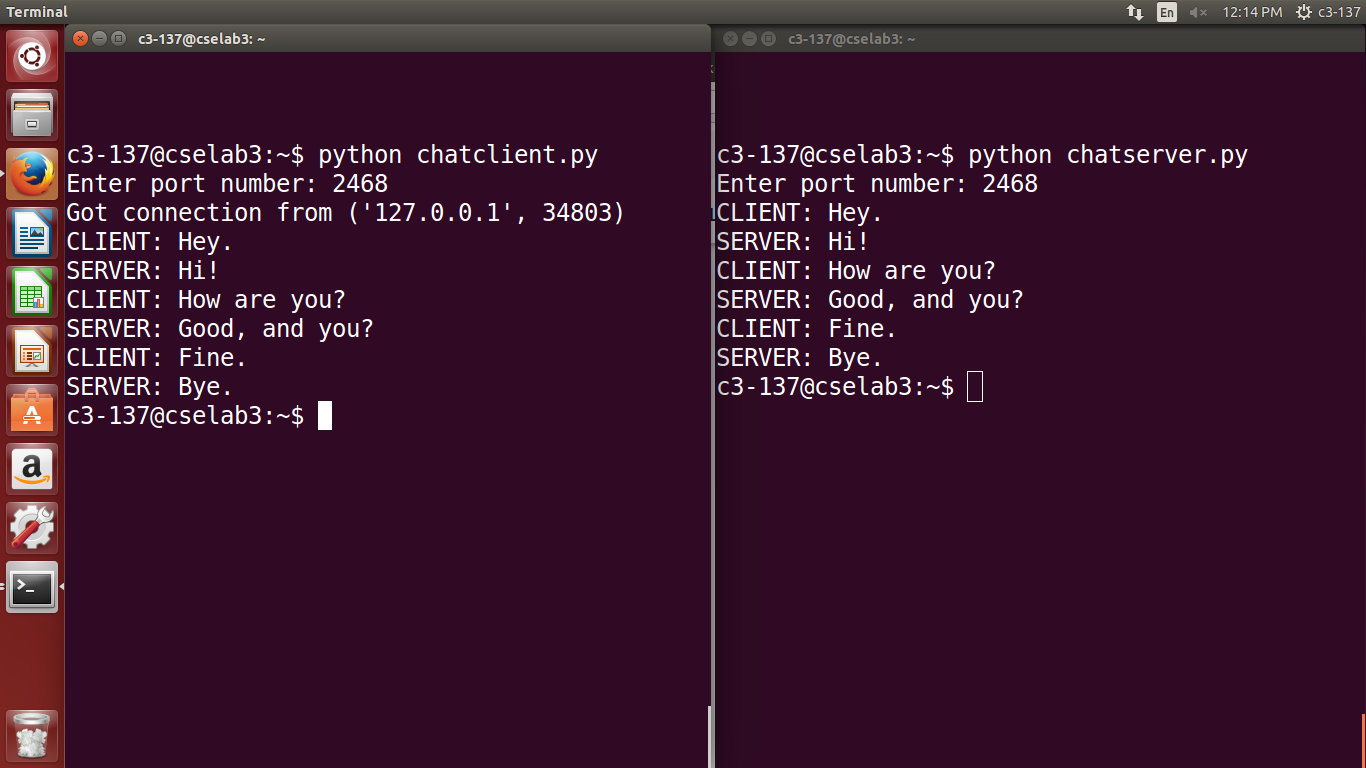 Terminal
En
12:14 PM
c3-137
c3-137@cselab3: ~
c3-137@cselab3:~$ python chatclient.py
Enter port number: 2468
Got connection from ('127.0.0.1', 34803)
CLIENT: Hey.
SERVER: Hi!
CLIENT: How are you?
SERVER: Good, and you?
CLIENT: Fine.
SERVER: Bye.
c3-137@cselab3:~$
c3-137@cselab3: ~
c3-137@cselab3:~$ python chatserver.py
Enter port number: 2468
CLIENT: Hey.
SERVER: Hi!
CLIENT: How are you?
SERVER: Good, and you?
CLIENT: Fine.
SERVER: Bye.
c3-137@cselab3:~$